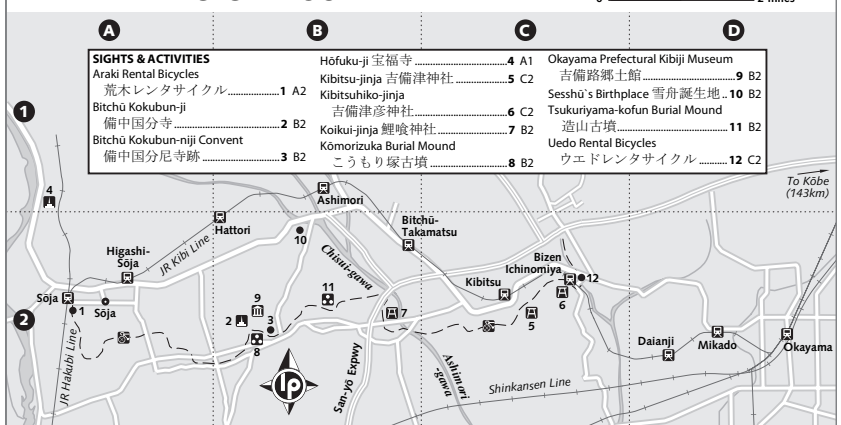 2 miles
A
B
C
D
SIGHTS & ACTIVITIES
Araki Rental Bicycles
荒木レンタサイクル..........................1 A2
Bitchū Kokubun-ji
備中国分寺..........................2 B2
Bitchū Kokubun-niji Convent
備中国分尼寺跡..........................3 B2
Hōfuku-ji 宝福寺..........................4 A1
Kibitsu-jinja 吉備津神社..........................5 C2
Kibitsuhiko-jinja
吉備津彦神社..........................6 C2
Koikui-jinja 鯉喰神社..........................7 B2
Kōmorizuka Burial Mound
こうもり塚古墳..........................8 B2
Okayama Prefectural Kibiji Museum
吉備路郷土館..........................9 B2
Sesshū`s Birthplace 雪舟誕生地..10 B2
Tsukuriyama-kofun Burial Mound
造山古墳..........................11 B2
Uedo Rental Bicycles
ウエドレンタサイクル..........12 C2
1
To Kōbe
(143km)
4
Ashimori
Hattori
10
Bitchū-
Takamatsu
Higashi-
Sōja
JR Kibi Line
Chisui-gawa
Bizen
Ichinomiya
12
Kibitsu
Sōja
1
Sōja
9
11
2
2
3
8
7
5
6
JR Hakubi Line
San-yō Expwy
Ashimori
-gawa
lp
Shinkansen Line
Daianji
Mikado
Okayama